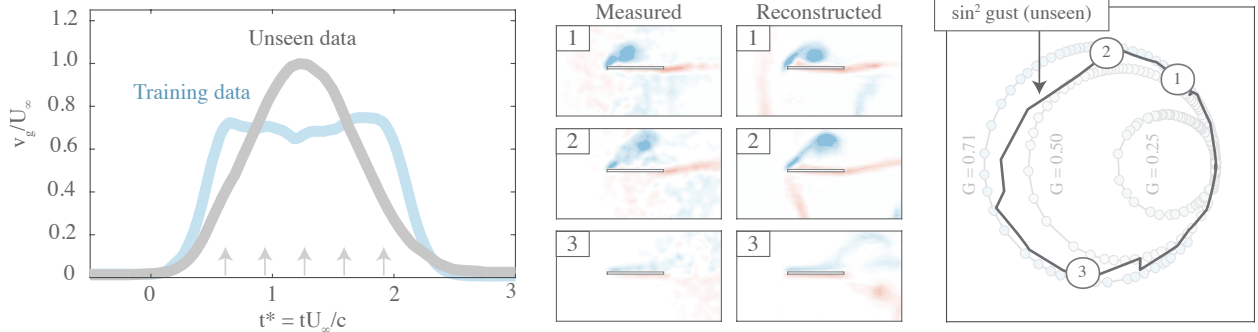 1.2
1.0
0.8
0.6
0.4
0.2
0
v_g/U_∞
Unseen data
Training data
0 1 2 3
t* = tU_∞/c
Measured Reconstructed
1 1
2 2
3 3
sin² gust (unseen)
2
1
G = 0.71
G = 0.50
G = 0.25
3